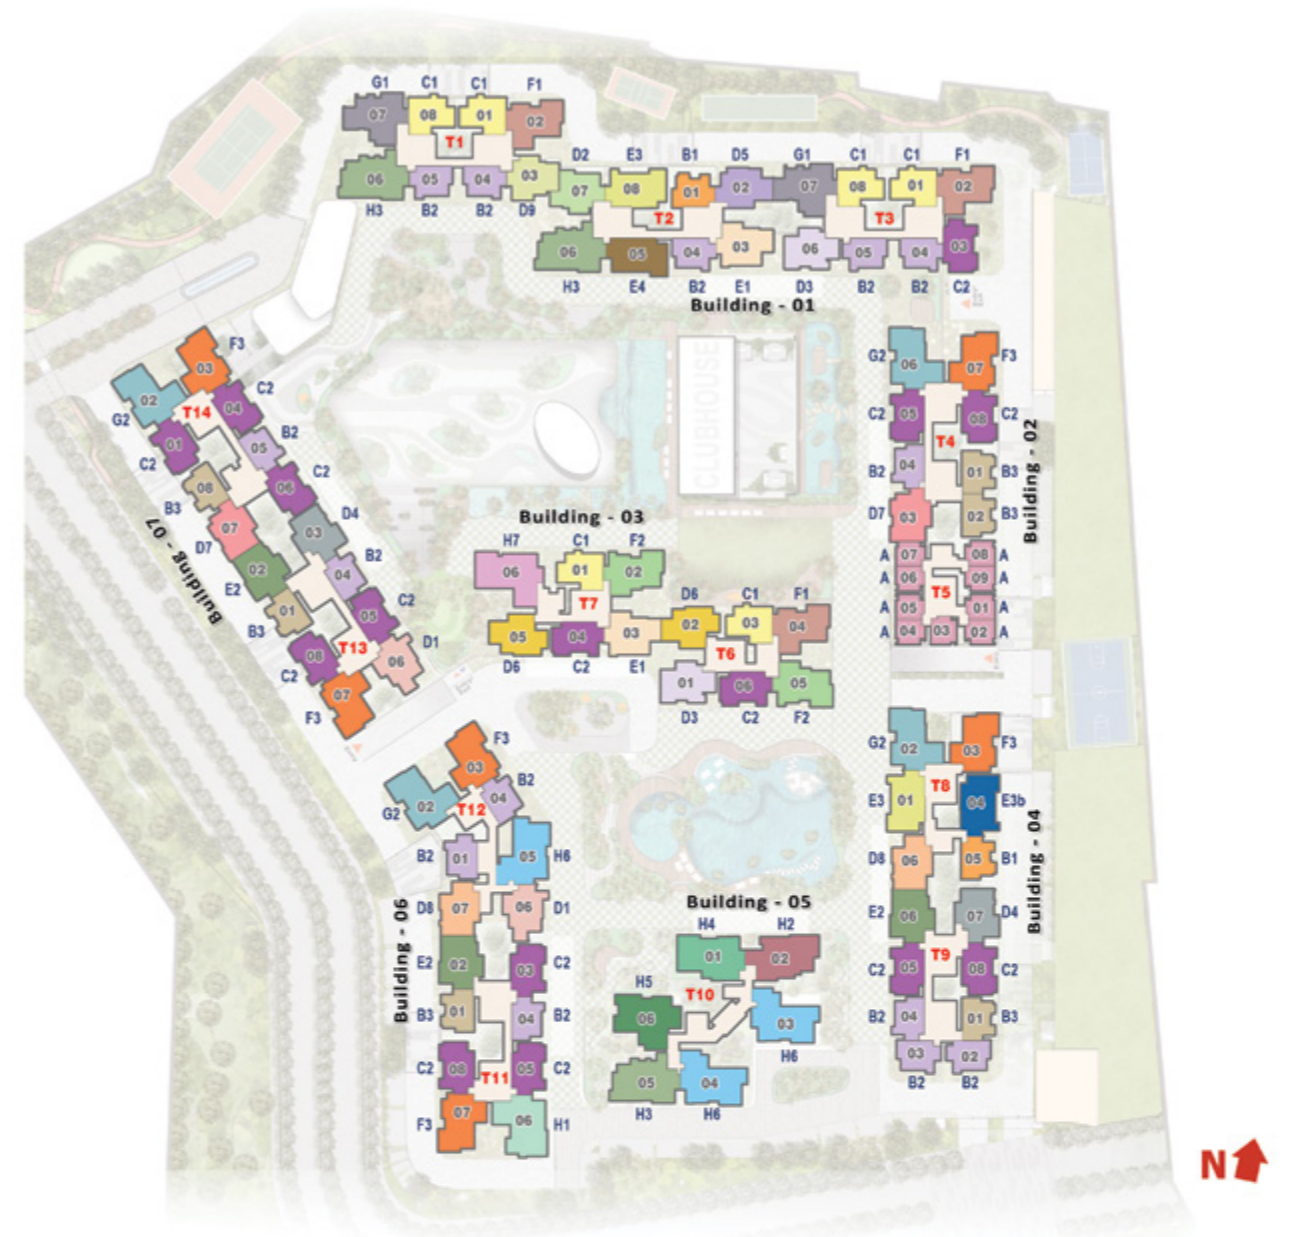 G1 C1 C1 F1
07 08 01 02
T1
06 05 04 03
H3 B2 B2 D9
D2 E3 B1 D5 G1 C1 C1 F1
07 08 01 02 07 08 01 02
T2 T3
06 05 04 03 06 05 04 03
H3 E4 B2 E1 D3 B2 B2 C2
Building - 01
CLUBHOUSE
G2 06 07 F3
C2 05 08 C2
T4
B2 04 01 B3
D7 03 02 B3
Building - 02
A 07 08 A
A 06 09 A
T5
A 05 01 A
A 04 03 02 A
F3
03
02 C2
G2 T14 04
01 B2
C2 05
08 C2
B3 06
07 D4
D7 03
02 B2
E2 04
01 C2
B3 05
T13 D1
08 06
C2
07
F3
Building - 07
Building - 03
H7 C1 F2
06 01 02
T7
05 04 03
D6 C2 E1
D6 C1 F1
02 03 04
T6
01 06 05
D3 C2 F2
G2 02 03 F3
T8
E3 01 04 E3b
D8 06 05 B1
Building - 04
E2 06 07 D4
T9
C2 05 08 C2
B2 04 01 B3
03 02
B2 B2
F3
03
B2
02 04
G2 T12
B2 01 05 H6
D8 07 06 D1
Building - 06
E2 02 03 C2
B3 01 04 B2
C2 08 05 C2
T11
F3 07 06 H1
Building - 05
H4 H2
01 02
H5 T10
06 03
H6
05 04
H3 H6
N